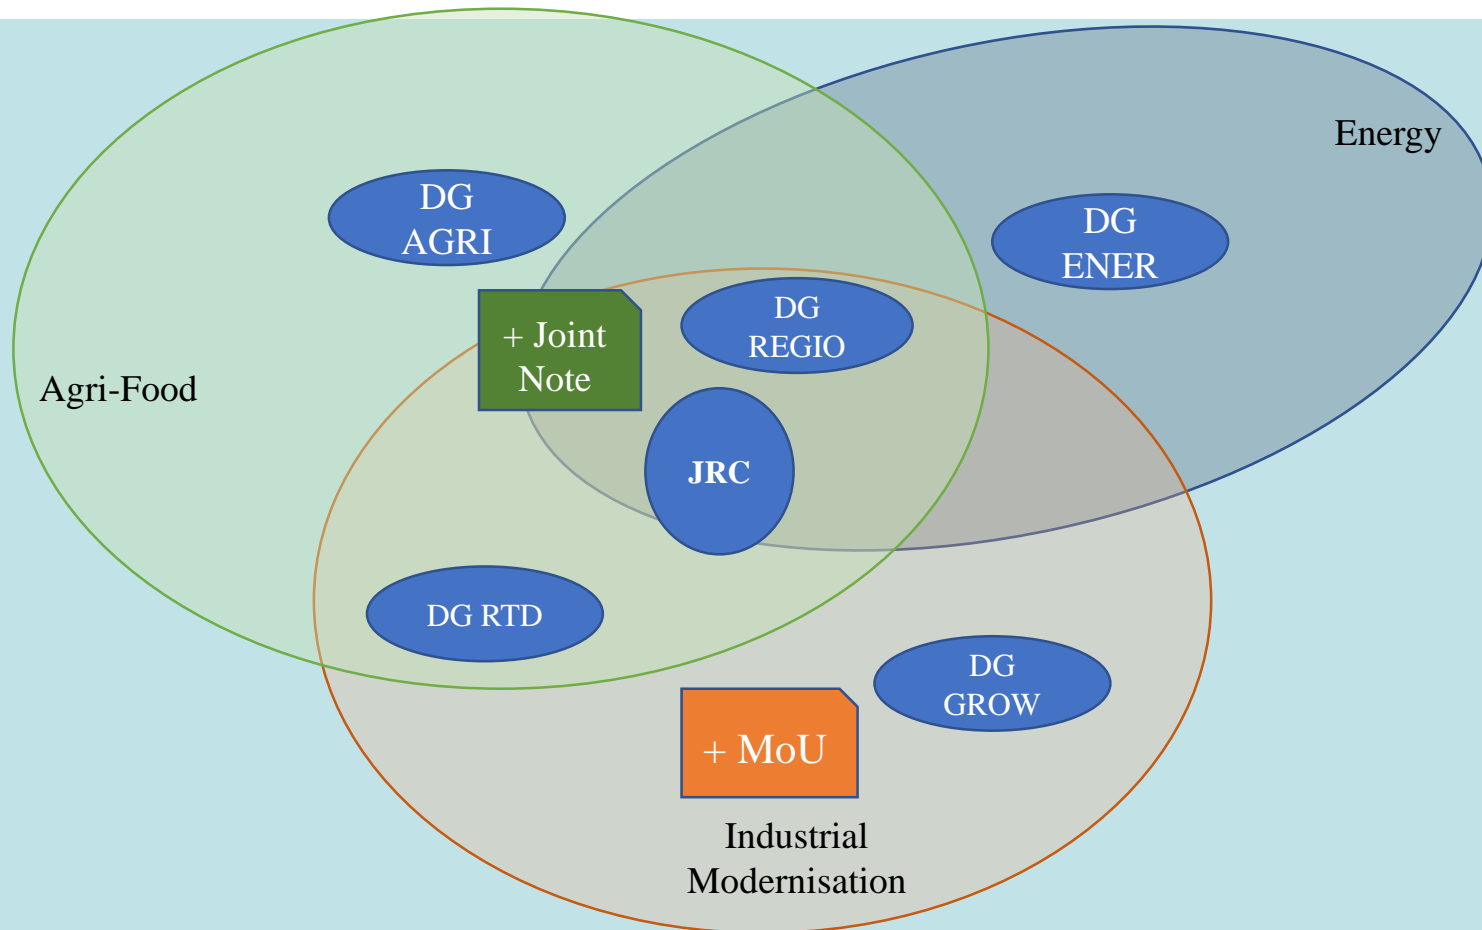 Energy
DG
AGRI
DG
ENER
DG
REGIO
+ Joint
Note
Agri-Food
JRC
DG RTD
DG
GROW
+ MoU
Industrial
Modernisation